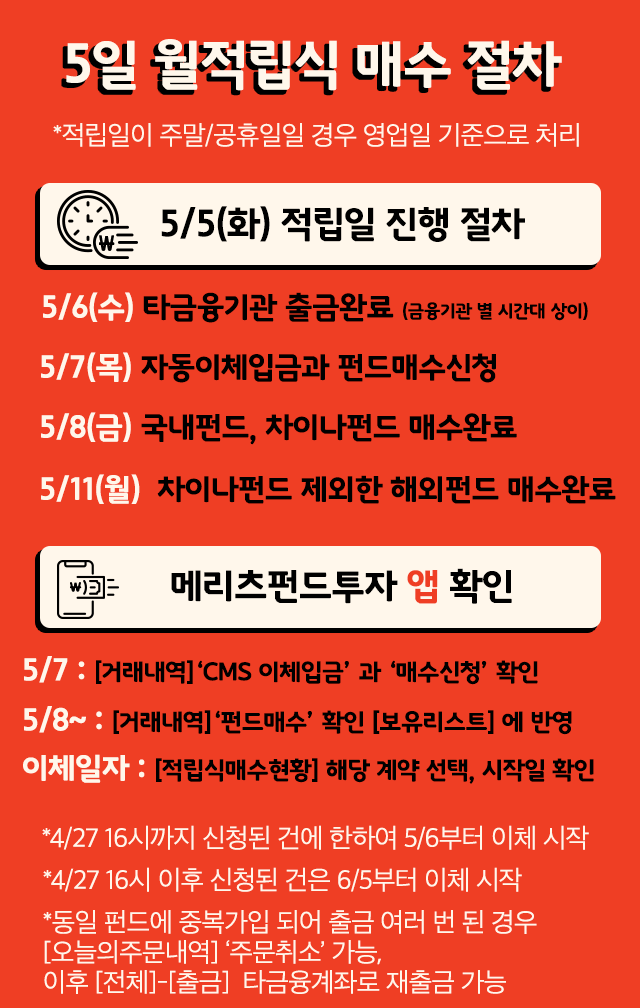 5일 월적립식 매수 절차
*적립일이 주말/공휴일일 경우 영업일 기준으로 처리
5/5(화) 적립일 진행 절차
5/6(수) 타금융기관 출금완료 (금융기관 별 시간대 상이)
5/7(목) 자동이체입금과 펀드매수신청
5/8(금) 국내펀드, 차이나펀드 매수완료
5/11(월) 차이나펀드 제외한 해외펀드 매수완료
메리츠펀드투자 앱 확인
5/7 : [거래내역] ‘CMS 이체입금’ 과 ‘매수신청’ 확인
5/8~ : [거래내역] ‘펀드매수’ 확인 [보유리스트] 에 반영
이체일자 : [적립식매수현황] 해당 계약 선택, 시작일 확인
*4/27 16시까지 신청된 건에 한하여 5/6부터 이체 시작
*4/27 16시 이후 신청된 건은 6/5부터 이체 시작
*동일 펀드에 중복가입 되어 출금 여러 번 된 경우
[오늘의주문내역] ‘주문취소’ 가능,
이후 [전체]-[출금] 타금융계좌로 재출금 가능